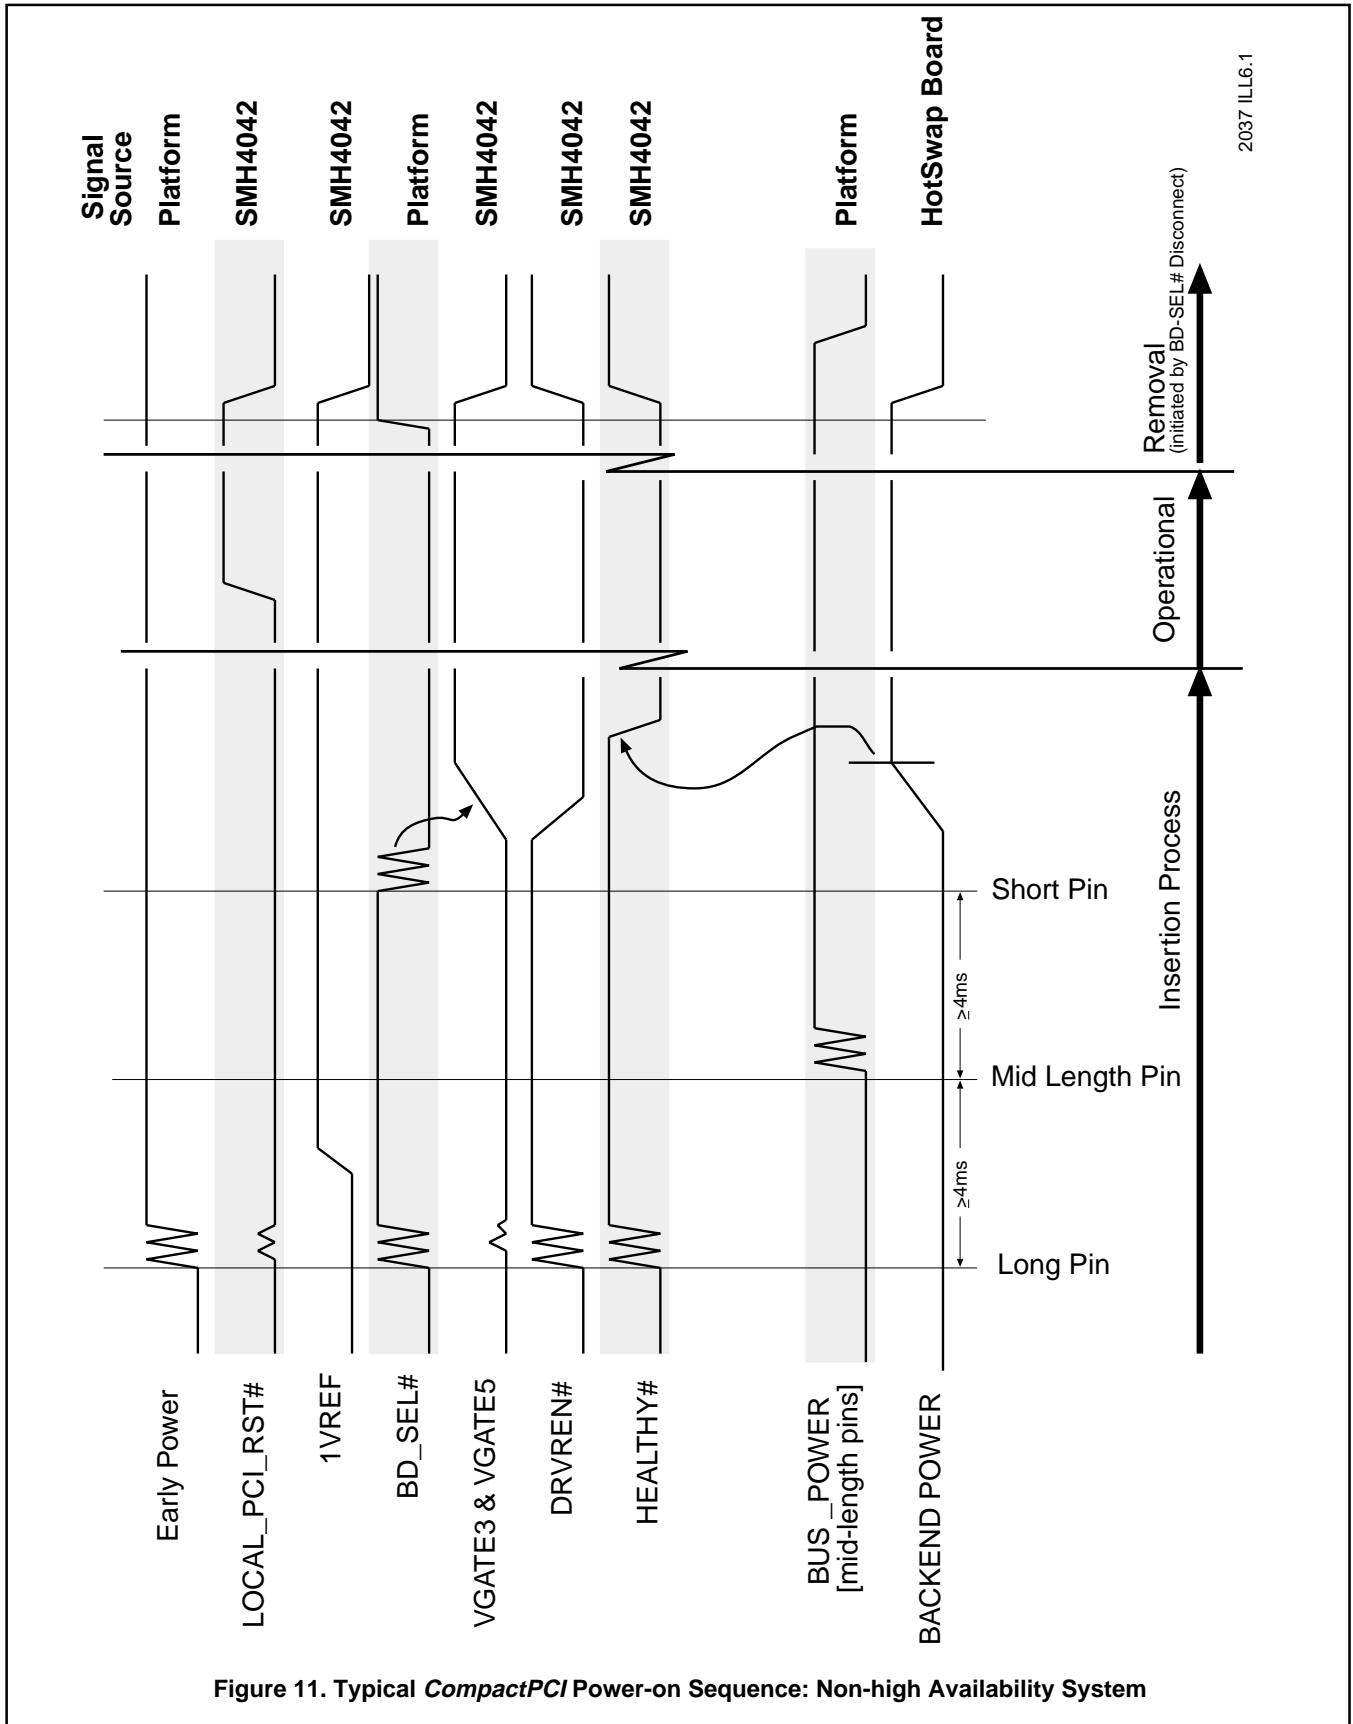 Signal
Source
Platform
SMH4042
SMH4042
Platform
SMH4042
SMH4042
SMH4042
Platform
HotSwap Board
2037 ILL6.1
Removal
(initiated by BD-SEL# Disconnect)
Operational
Insertion Process
Short Pin
≥4ms
Mid Length Pin
≥4ms
Long Pin
Early Power
LOCAL_PCI_RST#
1VREF
BD_SEL#
VGATE3 & VGATE5
DRVREN#
HEALTHY#
BUS _POWER
[mid-length pins]
BACKEND POWER
Figure 11. Typical CompactPCI Power-on Sequence: Non-high Availability System